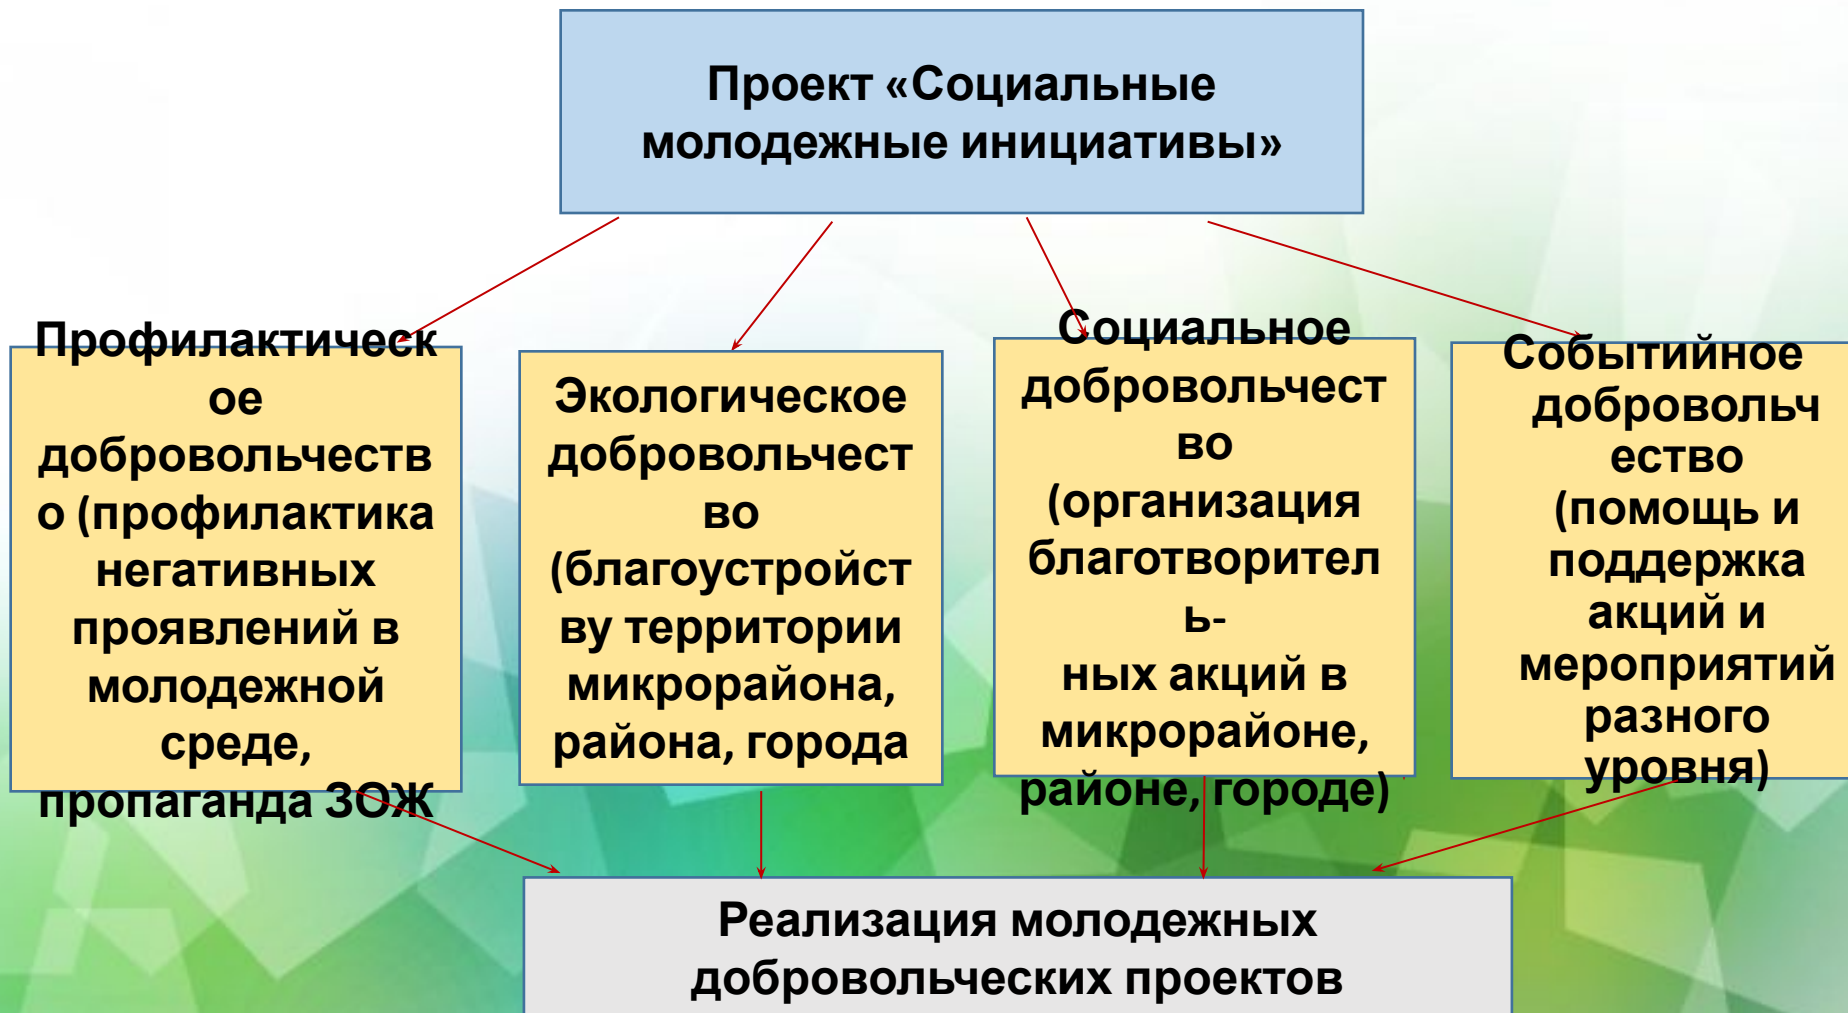 Проект «Социальные
молодежные инициативы»
Профилактическ
ое
добровольчеств
о (профилактика
негативных
проявлений в
молодежной
среде,
пропаганда ЗОЖ
Экологическое
добровольчест
во
(благоустройст
ву территории
микрорайона,
района, города
Социальное
добровольчест
во
(организация
благотворител
ь-
ных акций в
микрорайоне,
районе, городе)
Событийное
добровольч
ество
(помощь и
поддержка
акций и
мероприятий
разного
уровня)
Реализация молодежных
добровольческих проектов